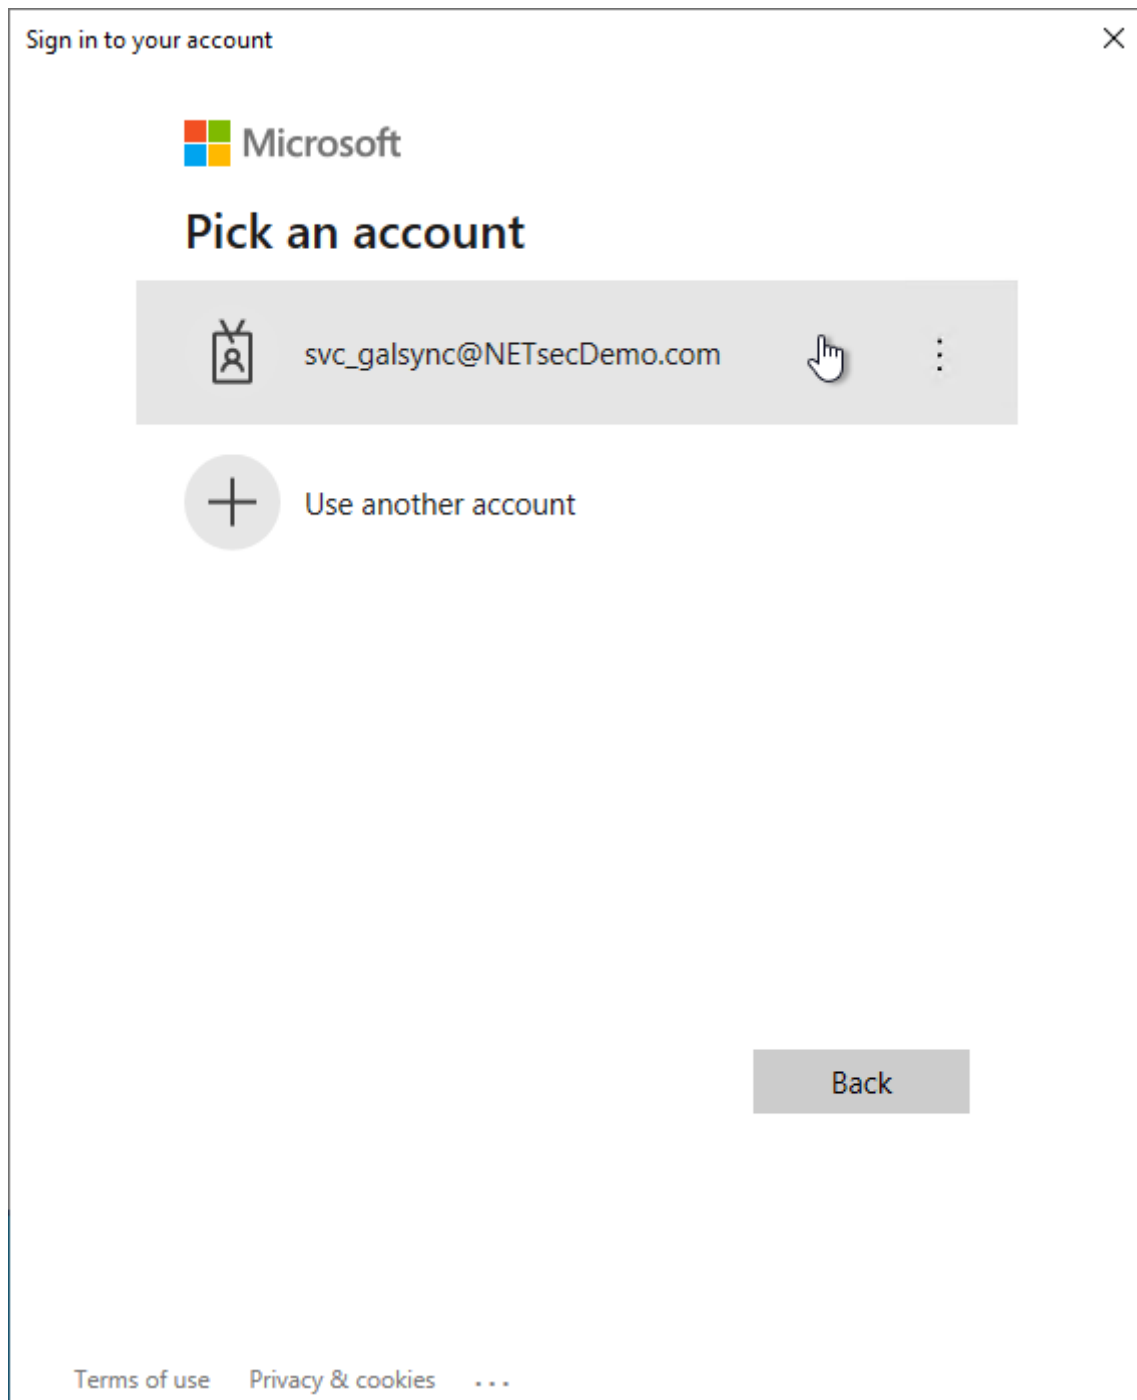 Sign in to your account
Microsoft
Pick an account
svc_galsync@NETsecDemo.com
Use another account
Back
Terms of use Privacy & cookies ...